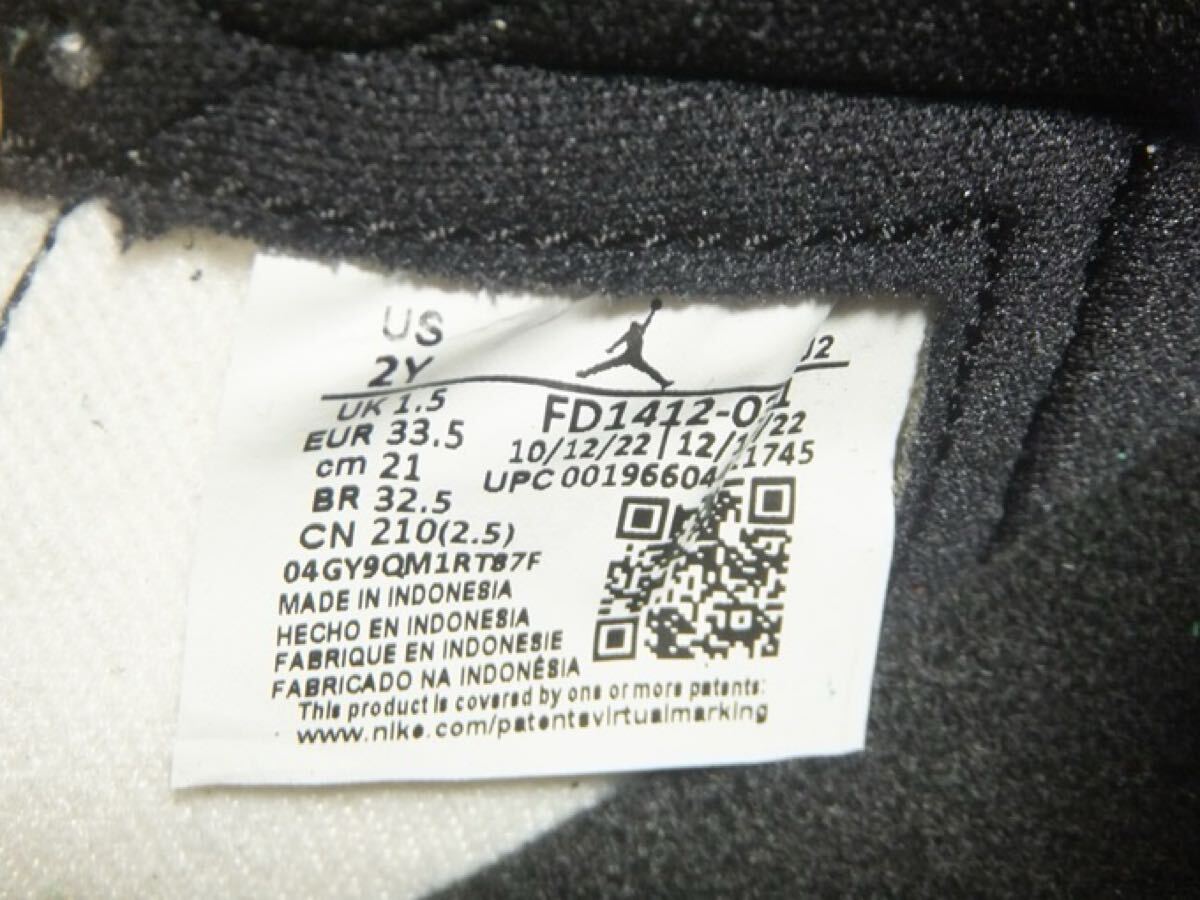 US
2Y
UK 1.5
EUR 33.5
cm 21
BR 32.5
CN 210(2.5)
04GY9QM1RT87F
MADE IN INDONESIA
HECHO EN INDONESIA
FABRIQUE EN INDONESIE
FABRICADO NA INDONÉSIA
This product is covered by one or more patents:
www.nike.com/patentsvirtualmarking
10/12/22
UPC